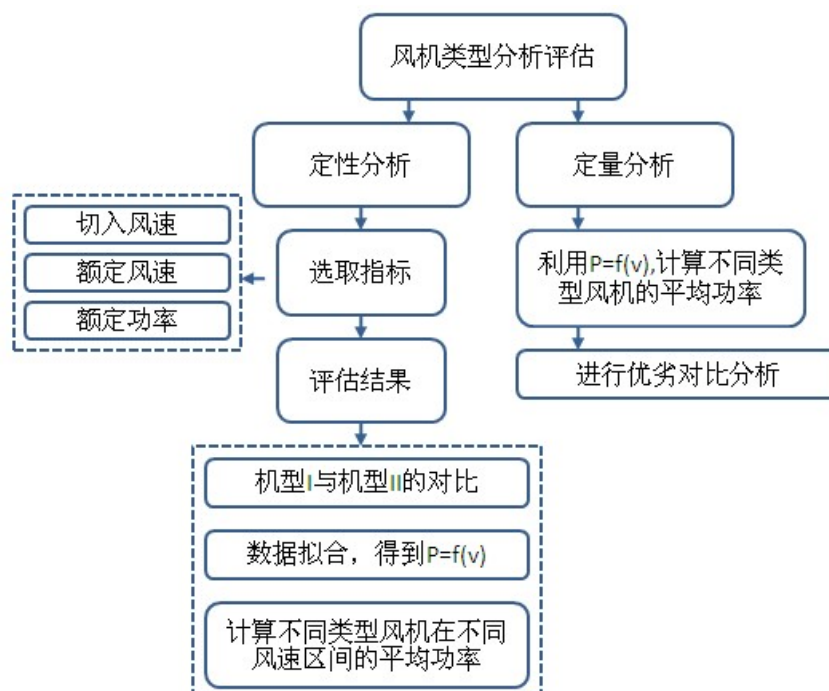 风机类型分析评估
定性分析
定量分析
切入风速
额定风速
额定功率
选取指标
利用P=f(v),计算不同类
型风机的平均功率
评估结果
进行优劣对比分析
机型I与机型II的对比
数据拟合，得到P=f(v)
计算不同类型风机在不同
风速区间的平均功率